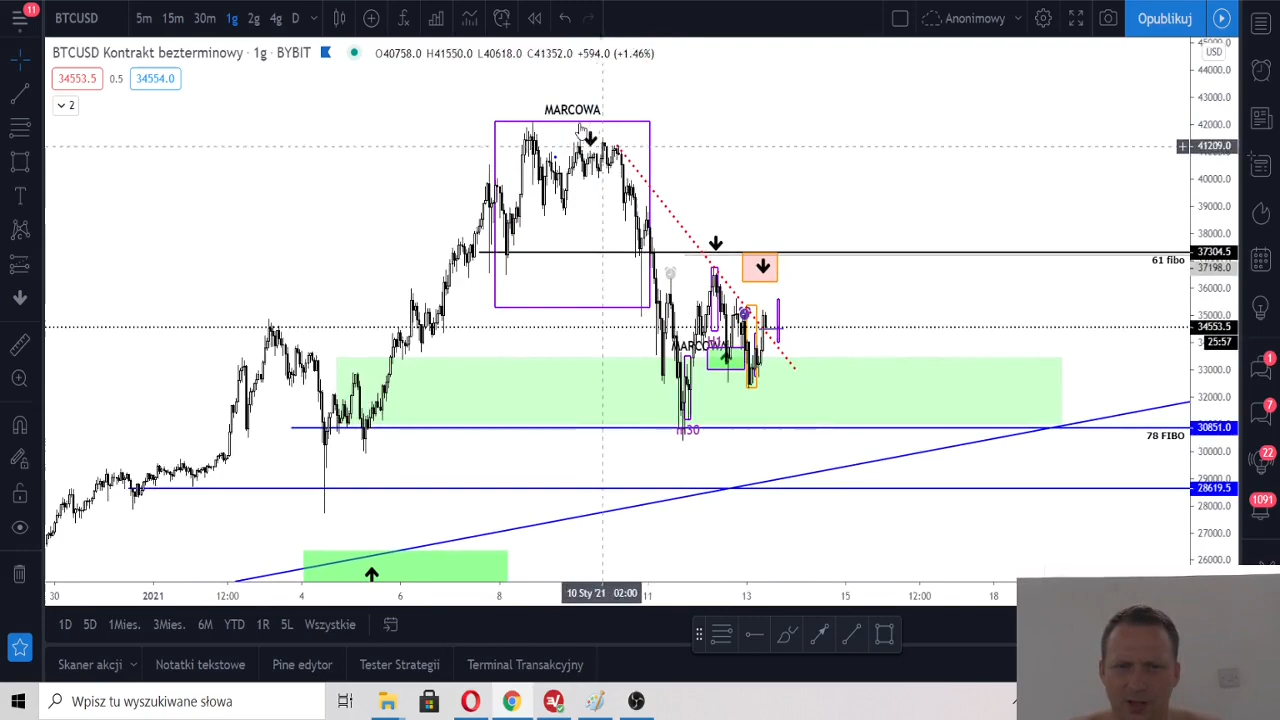 11
BTCUSD 5m 15m 30m 1g 2g 4g D Anonimowy Opublikuj
BTCUSD Kontrakt bezterminowy · 1g · BYBIT O40758.0 H41550.0 L40618.0 C41352.0 +594.0 (+1.46%)
34553.5 0.5 34554.0
2
USD
44000.0
43000.0
42000.0
41209.0
40000.0
39000.0
38000.0
37304.5
37198.0
36000.0
35000.0
34553.5
25:57
33000.0
32000.0
30851.0
30000.0
28619.5
28000.0
27000.0
26000.0
MARCOWA
61 fibo
MARCOWA
m30
78 FIBO
30 2021 12:00 4 6 8 10 Sty '21 02:00 11 13 15 12:00 18
1D 5D 1Mies. 3Mies. 6M YTD 1R 5L Wszystkie
Skaner akcji Notatki tekstowe Pine edytor Tester Strategii Terminal Transakcyjny
Wpisz tu wyszukiwane słowa
1
7
22
1091